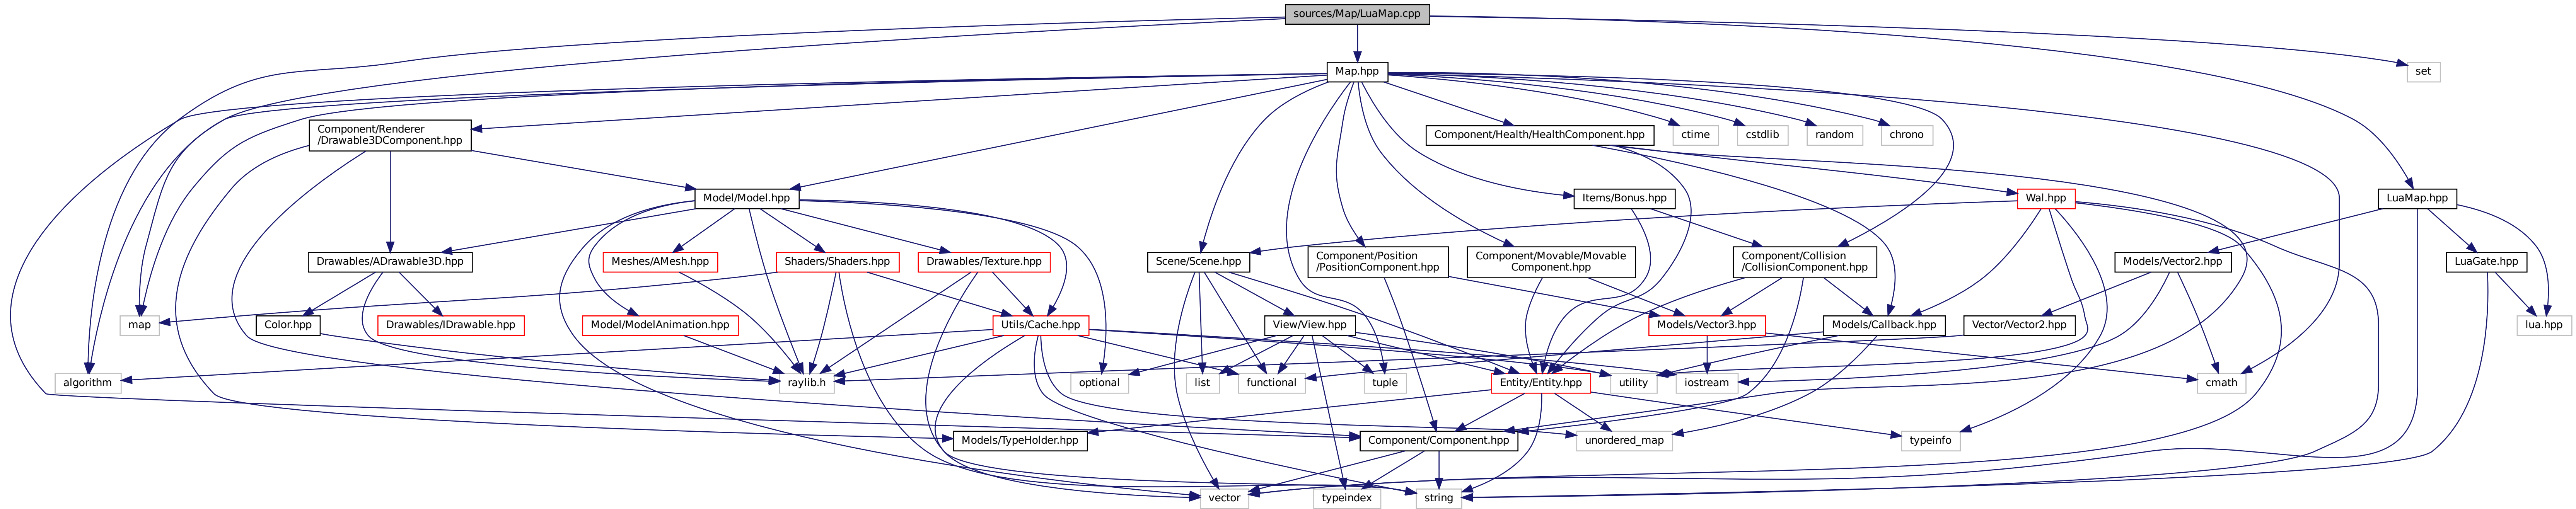 sources/Map/LuaMap.cpp
Map.hpp
set
Component/Renderer
/Drawable3DComponent.hpp
Component/Health/HealthComponent.hpp
ctime
cstdlib
random
chrono
Model/Model.hpp
Items/Bonus.hpp
Wal.hpp
LuaMap.hpp
Drawables/ADrawable3D.hpp
Meshes/AMesh.hpp
Shaders/Shaders.hpp
Drawables/Texture.hpp
Scene/Scene.hpp
Component/Position
/PositionComponent.hpp
Component/Movable/Movable
Component.hpp
Component/Collision
/CollisionComponent.hpp
Models/Vector2.hpp
LuaGate.hpp
map
Color.hpp
Drawables/IDrawable.hpp
Model/ModelAnimation.hpp
Utils/Cache.hpp
View/View.hpp
Models/Vector3.hpp
Models/Callback.hpp
Vector/Vector2.hpp
lua.hpp
algorithm
raylib.h
optional
list
functional
tuple
Entity/Entity.hpp
utility
iostream
cmath
Models/TypeHolder.hpp
Component/Component.hpp
unordered_map
typeinfo
vector
typeindex
string